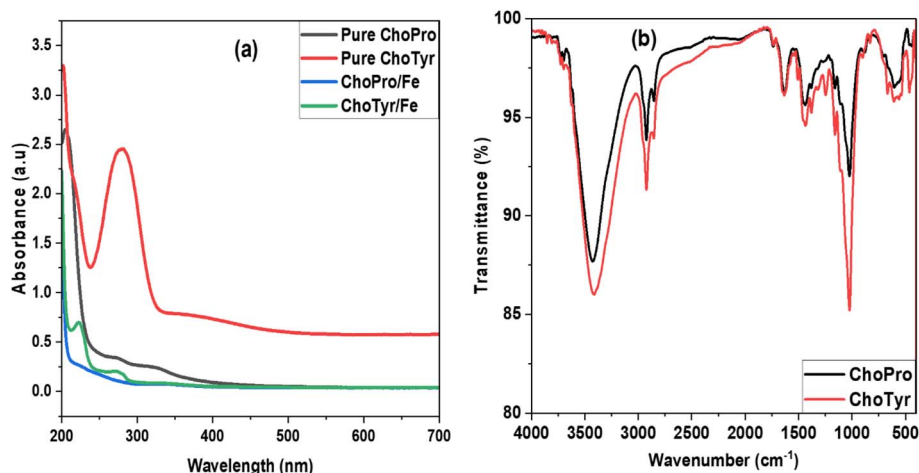 (a)
Pure ChoPro
Pure ChoTyr
ChoPro/Fe
ChoTyr/Fe
3.5
3.0
2.5
2.0
1.5
1.0
0.5
0.0
Absorbance (a.u)
200 300 400 500 600 700
Wavelength (nm)
(b)
100
95
90
85
80
Transmittance (%)
ChoPro
ChoTyr
4000 3500 3000 2500 2000 1500 1000 500
Wavenumber (cm⁻¹)